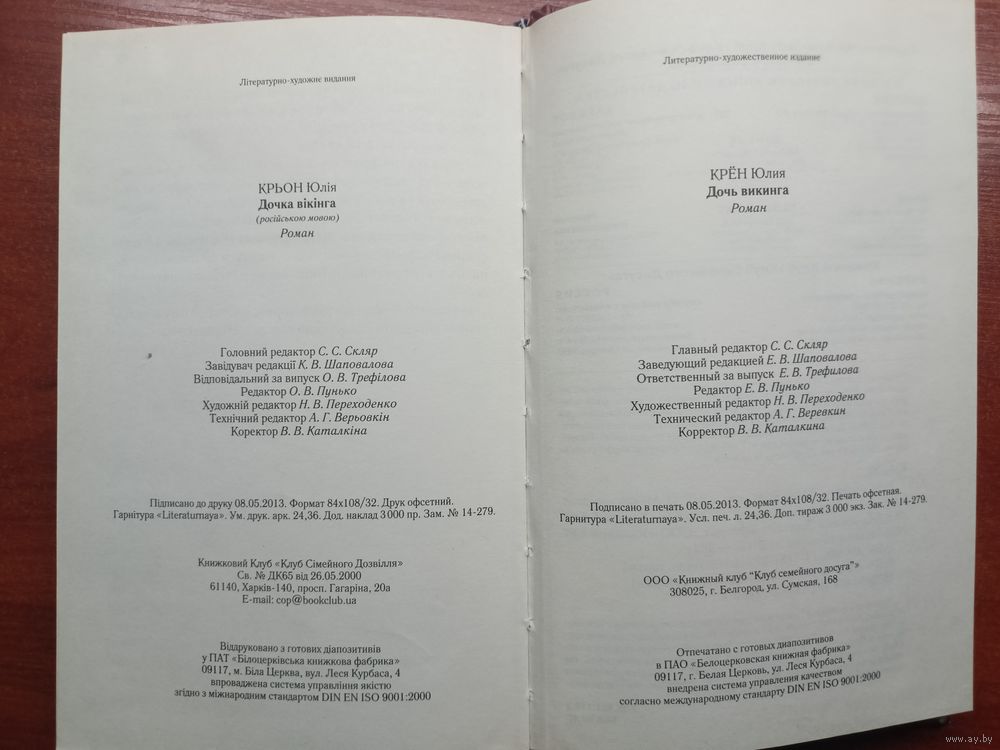 Літературно-художнє видання
КРЬОН Юлія
Дочка вікінга
(російською мовою)
Роман
Головний редактор С. С. Скляр
Завідувач редакції К. В. Шаповалова
Відповідальний за випуск О. В. Трефілова
Редактор О. В. Пунько
Художній редактор Н. В. Переходенко
Технічний редактор А. Г. Верьовкін
Коректор В. В. Каталкіна
Підписано до друку 08.05.2013. Формат 84х108/32. Друк офсетний.
Гарнітура «Literaturnaya». Ум. друк. арк. 24,36. Дод. наклад 3 000 пр. Зам. № 14-279.
Книжковий Клуб «Клуб Сімейного Дозвілля»
Св. № ДК65 від 26.05.2000
61140, Харків-140, просп. Гагаріна, 20а
E-mail: cop@bookclub.ua
Віддруковано з готових діапозитивів
у ПАТ «Білоцерківська книжкова фабрика»
09117, м. Біла Церква, вул. Леся Курбаса, 4
впроваджена система управління якістю
згідно з міжнародним стандартом DIN EN ISO 9001:2000
Литературно-художественное издание
КРЁН Юлия
Дочь викинга
Роман
Главный редактор С. С. Скляр
Заведующий редакцией Е. В. Шаповалова
Ответственный за выпуск Е. В. Трефилова
Редактор Е. В. Пунько
Художественный редактор Н. В. Переходенко
Технический редактор А. Г. Веревкин
Корректор В. В. Каталкина
Подписано в печать 08.05.2013. Формат 84х108/32. Печать офсетная.
Гарнитура «Literaturnaya». Усл. печ. л. 24,36. Доп. тираж 3 000 экз. Зак. № 14-279.
ООО «Книжный клуб "Клуб семейного досуга"»
308025, г. Белгород, ул. Сумская, 168
Отпечатано с готовых диапозитивов
в ПАО «Белоцерковская книжная фабрика»
09117, г. Белая Церковь, ул. Леся Курбаса, 4
внедрена система управления качеством
согласно международному стандарту DIN EN ISO 9001:2000
www.ay.by